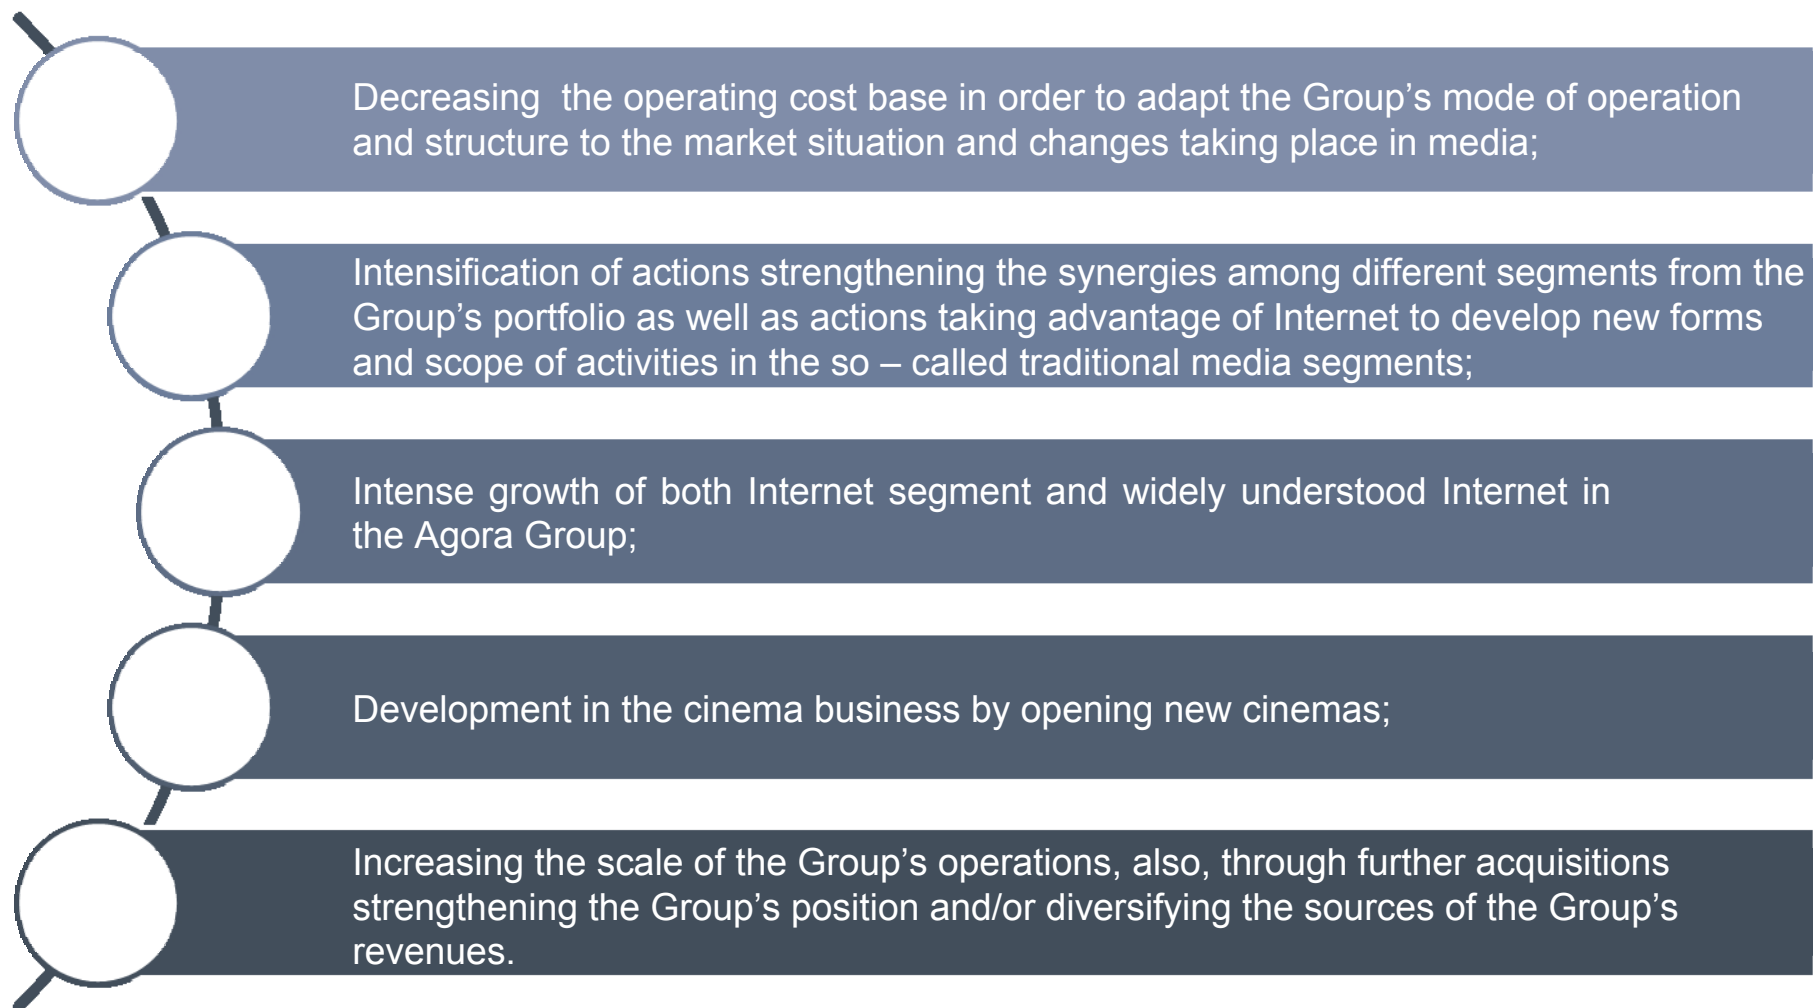 Decreasing  the operating cost base in order to adapt the Group’s mode of operation
and structure to the market situation and changes taking place in media;
Intensification of actions strengthening the synergies among different segments from the
Group’s portfolio as well as actions taking advantage of Internet to develop new forms
and scope of activities in the so – called traditional media segments;
Intense growth of both Internet segment and widely understood Internet in
the Agora Group;
Development in the cinema business by opening new cinemas;
Increasing the scale of the Group’s operations, also, through further acquisitions
strengthening the Group’s position and/or diversifying the sources of the Group’s
revenues.